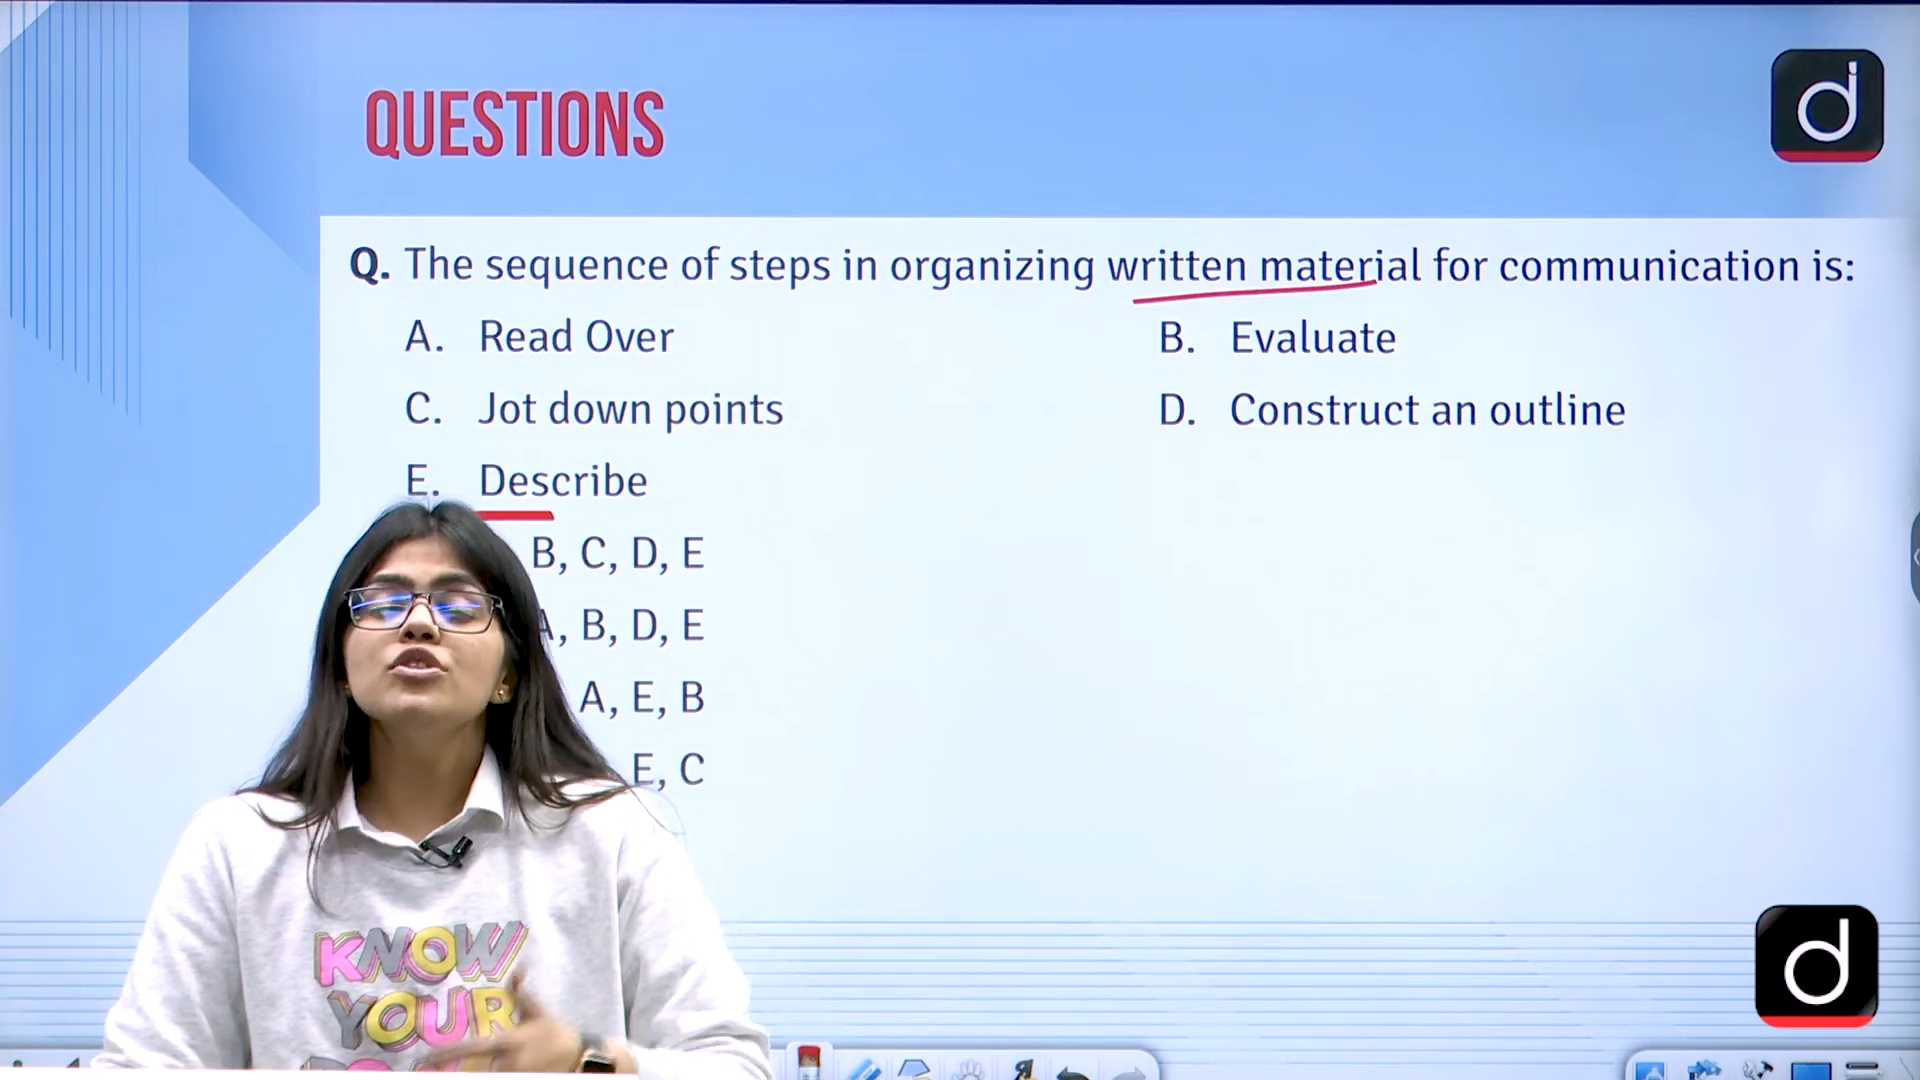 QUESTIONS
d
Q. The sequence of steps in organizing written material for communication is:
A. Read Over
B. Evaluate
C. Jot down points
D. Construct an outline
E. Describe
B, C, D, E
A, B, D, E
A, E, B
E, C
KNOW
YOUR
d